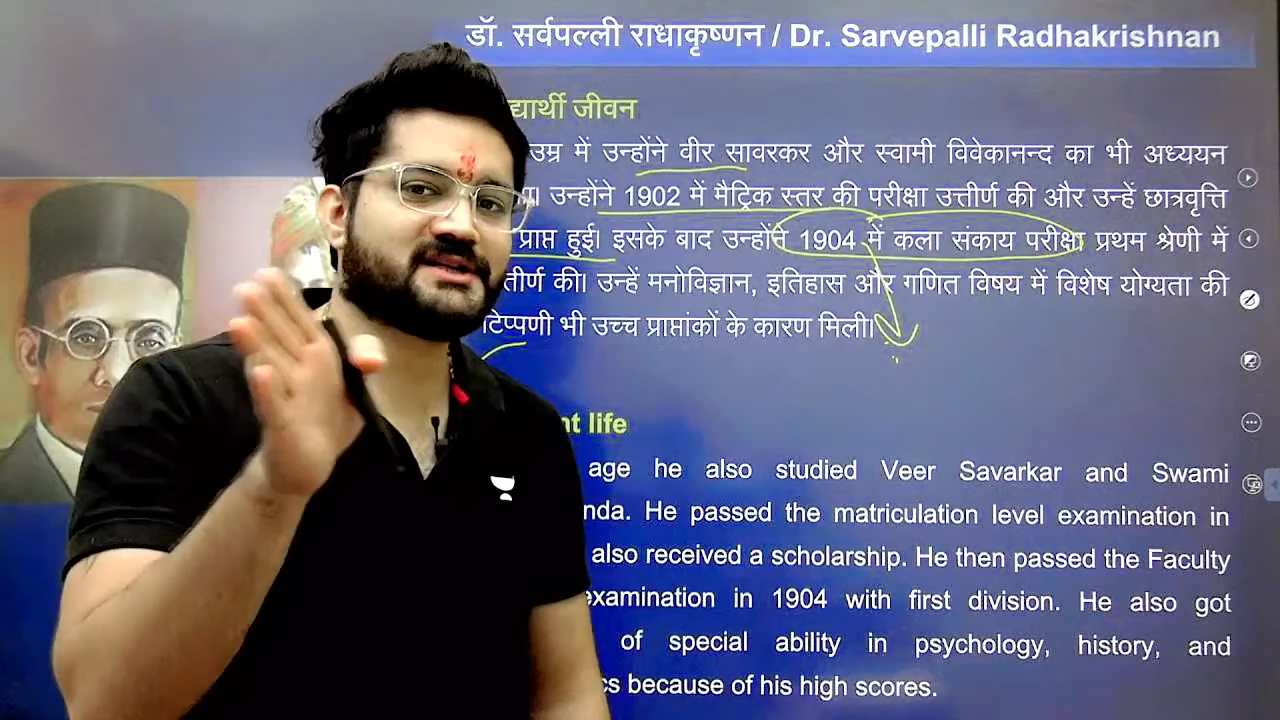 डॉ. सर्वपल्ली राधाकृष्णन / Dr. Sarvepalli Radhakrishnan
जीवन
उम्र में उन्होंने वीर सावरकर और स्वामी विवेकानन्द का भी अध्ययन
उन्होंने 1902 में मैट्रिक स्तर की परीक्षा उत्तीर्ण की और उन्हें छात्रवृत्ति
प्राप्त हुई। इसके बाद उन्होंने 1904 में कला संकाय परीक्षा प्रथम श्रेणी में
की। उन्हें मनोविज्ञान, इतिहास और गणित विषय में विशेष योग्यता की
टिप्पणी भी उच्च प्राप्तांकों के कारण मिली।
life
age he also studied Veer Savarkar and Swami
He passed the matriculation level examination in
also received a scholarship. He then passed the Faculty
examination in 1904 with first division. He also got
of special ability in psychology, history, and
because of his high scores.